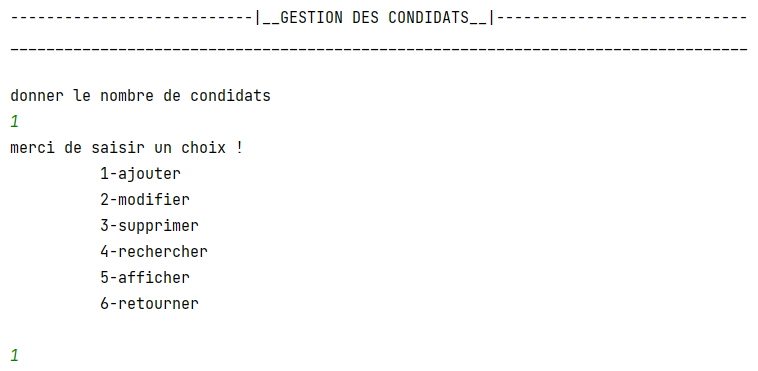 ---------------------------|__GESTION DES CONDIDATS__|----------------------------
__________________________________________________________________________________
donner le nombre de condidats
1
merci de saisir un choix !
1-ajouter
2-modifier
3-supprimer
4-rechercher
5-afficher
6-retourner
1